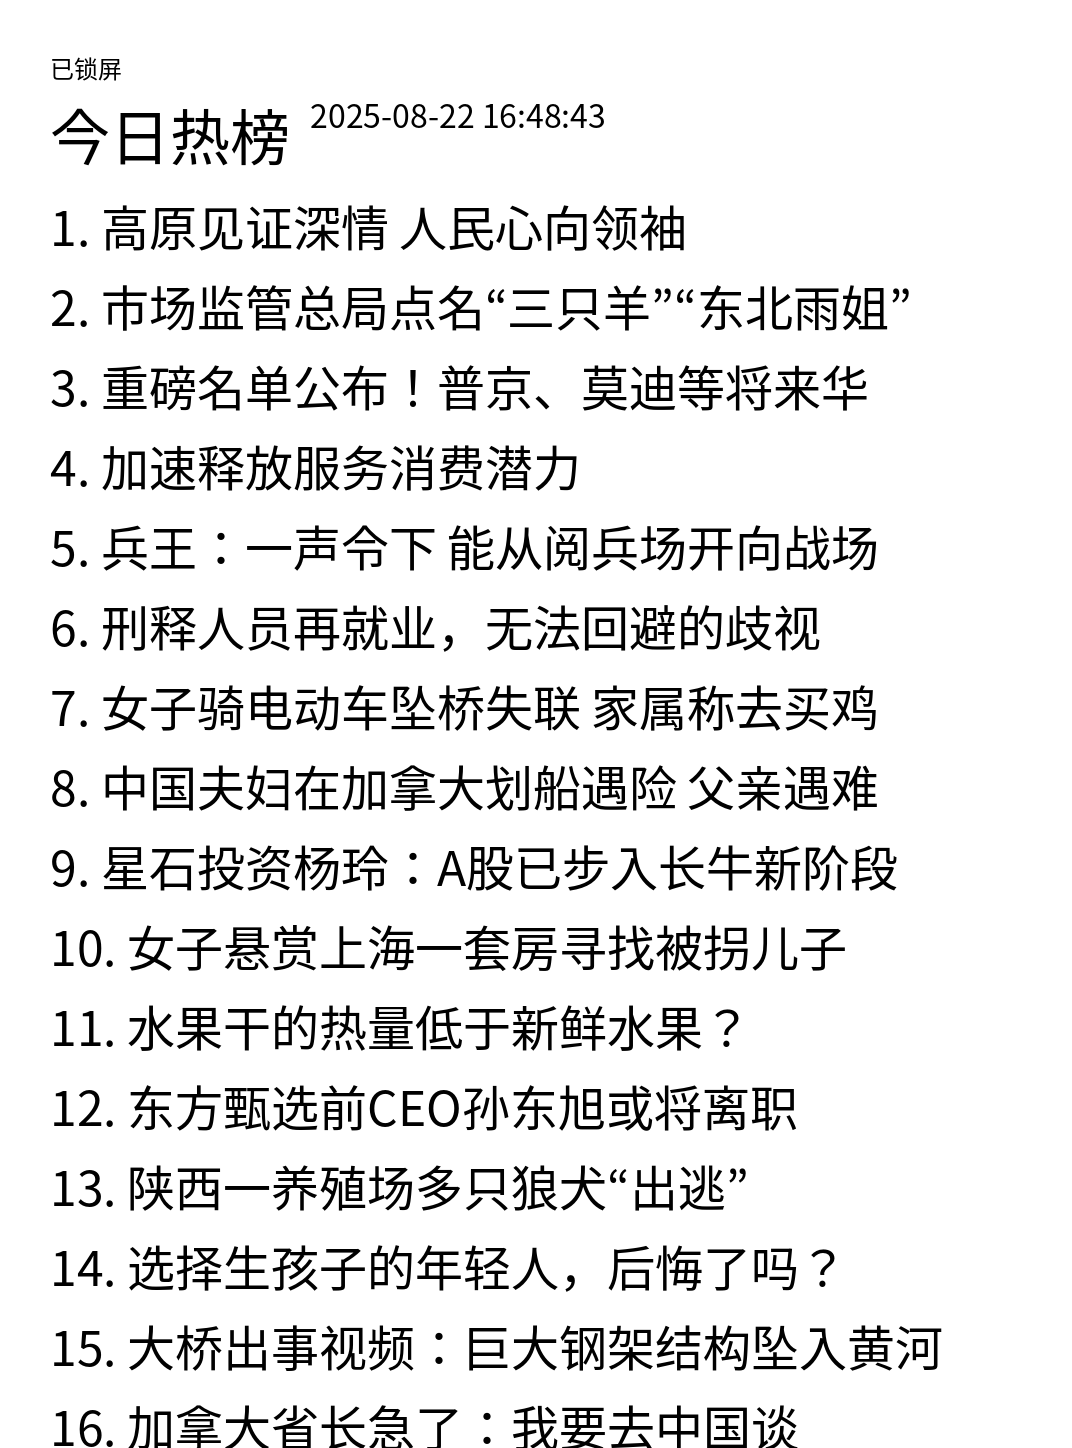 已锁屏
今日热榜 2025-08-22 16:48:43
1. 高原见证深情 人民心向领袖
2. 市场监管总局点名“三只羊”“东北雨姐”
3. 重磅名单公布！普京、莫迪等将来华
4. 加速释放服务消费潜力
5. 兵王：一声令下 能从阅兵场开向战场
6. 刑释人员再就业，无法回避的歧视
7. 女子骑电动车坠桥失联 家属称去买鸡
8. 中国夫妇在加拿大划船遇险 父亲遇难
9. 星石投资杨玲：A股已步入长牛新阶段
10. 女子悬赏上海一套房寻找被拐儿子
11. 水果干的热量低于新鲜水果？
12. 东方甄选前CEO孙东旭或将离职
13. 陕西一养殖场多只狼犬“出逃”
14. 选择生孩子的年轻人，后悔了吗？
15. 大桥出事视频：巨大钢架结构坠入黄河
16. 加拿大省长急了：我要去中国谈